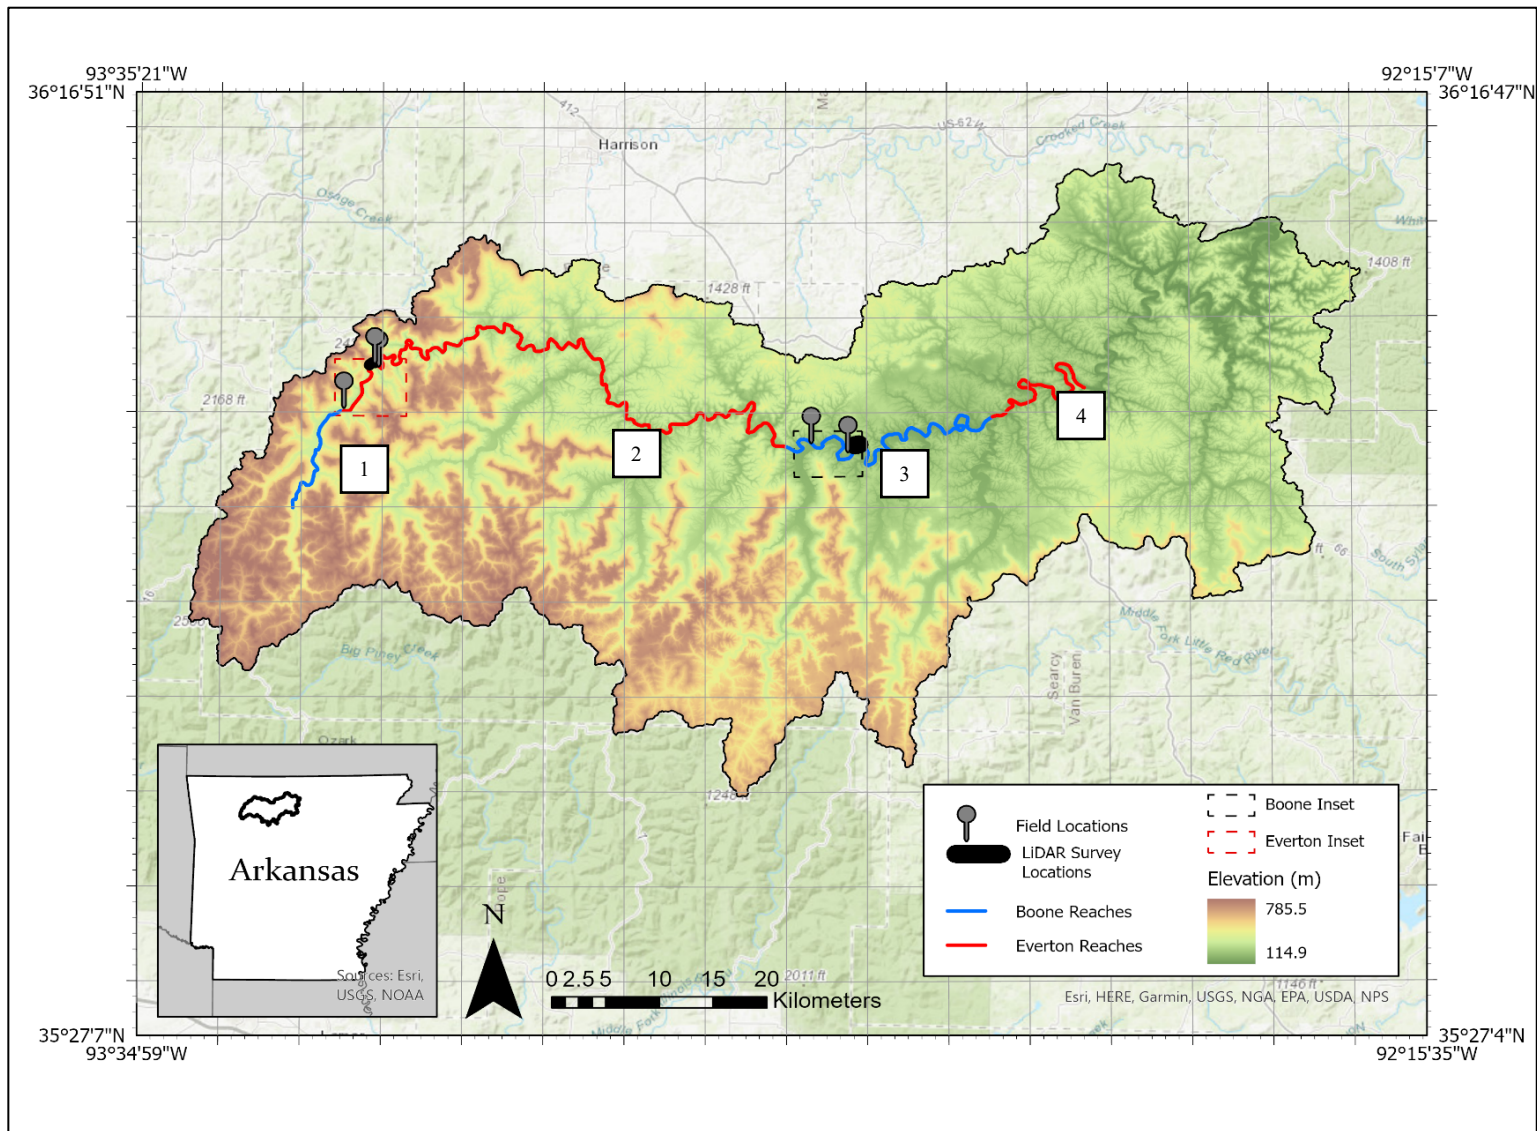 93°35'21"W
92°15'7"W
36°16'51"N
36°16'47"N
412
US-62
Crooked Creek
Harrison
Osage Creek
1408 ft
1428 ft
2168 ft
1
2
3
4
ft
66
Big Piney Creek
Middle Fork Little Red River
Searcy
Van Buren
Ozark
1248 ft
Arkansas
Sources: Esri,
USGS, NOAA
N
0 2.5 5 10 15 20
Kilometers
2011 ft
Field Locations
LiDAR Survey
Locations
Boone Reaches
Everton Reaches
Boone Inset
Everton Inset
Elevation (m)
785.5
114.9
1146 ft
Esri, HERE, Garmin, USGS, NGA, EPA, USDA, NPS
35°27'7"N
35°27'4"N
93°34'59"W
92°15'35"W